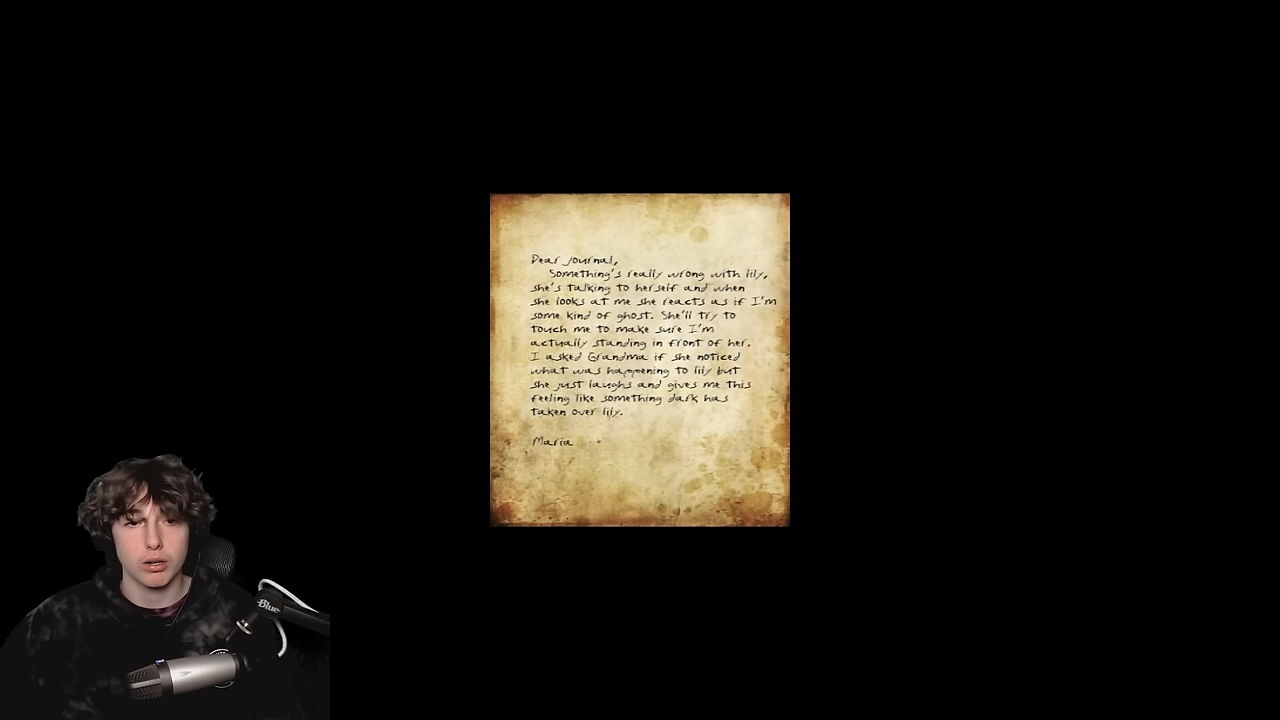 Dear Journal,
Something's really wrong with lily,
she's talking to herself and when
she looks at me she reacts as if I'm
some kind of ghost. She'll try to
touch me to make sure I'm
actually standing in front of her.
I asked Grandma if she noticed
what was happening to lily but
she just laughs and gives me this
feeling like something dark has
taken over lily.
Maria
Blue